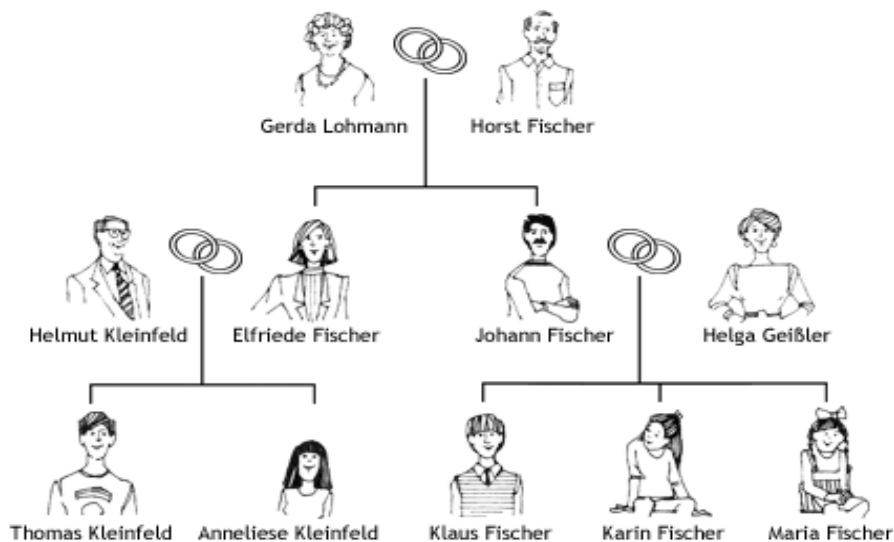 Gerda Lohmann
Horst Fischer
Helmut Kleinfeld
Elfriede Fischer
Johann Fischer
Helga Geißler
Thomas Kleinfeld
Anneliese Kleinfeld
Klaus Fischer
Karin Fischer
Maria Fischer